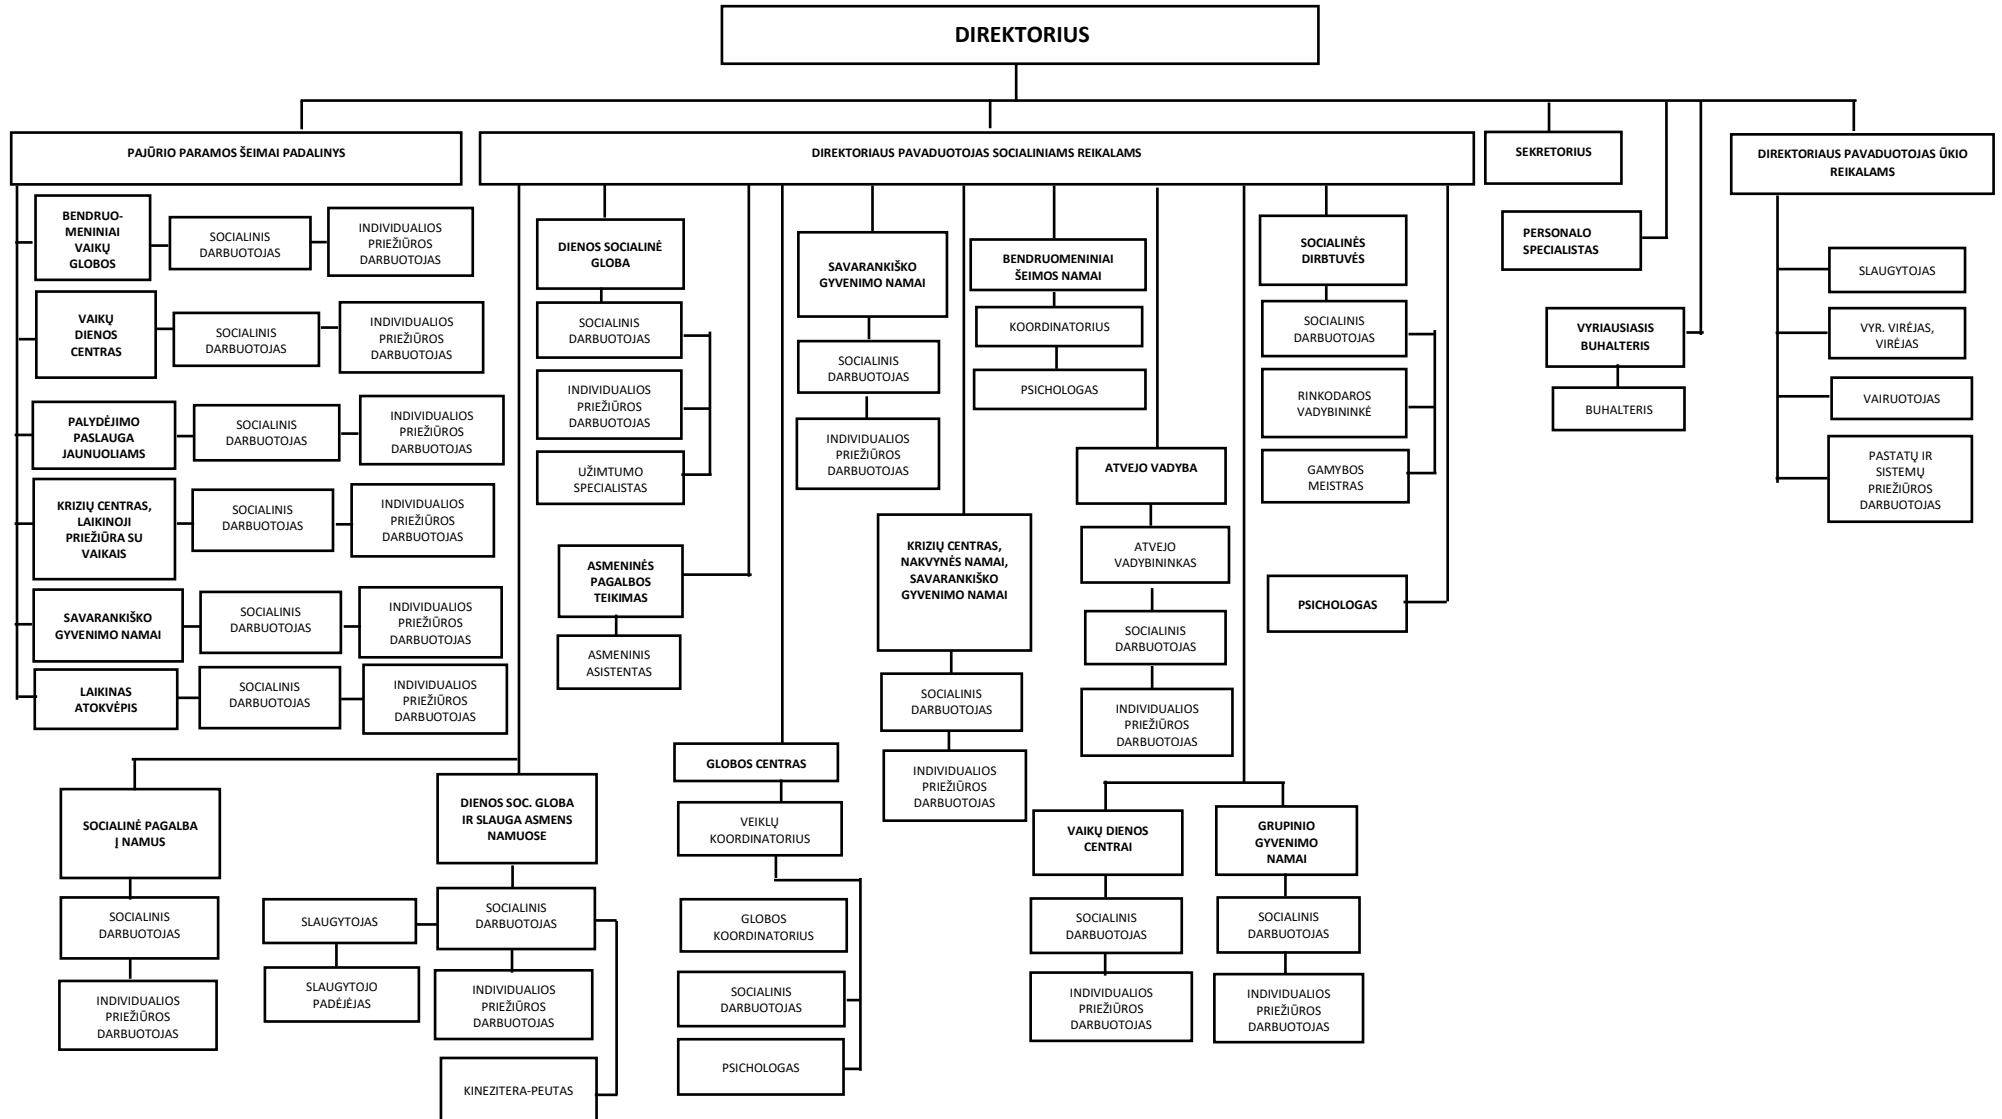 DIREKTORIUS
PAJŪRIO PARAMOS ŠEIMAI PADALINYS
DIREKTORIAUS PAVADUOTOJAS SOCIALINIAMS REIKALAMS
SEKRETORIUS
DIREKTORIAUS PAVADUOTOJAS ŪKIO
REIKALAMS
BENDRUO-
MENINIAI
VAIKŲ
GLOBOS
SOCIALINIS
DARBUOTOJAS
INDIVIDUALIOS
PRIEŽIŪROS
DARBUOTOJAS
VAIKŲ
DIENOS
CENTRAS
SOCIALINIS
DARBUOTOJAS
INDIVIDUALIOS
PRIEŽIŪROS
DARBUOTOJAS
PALYDĖJIMO
PASLAUGA
JAUNUOLIAMS
SOCIALINIS
DARBUOTOJAS
INDIVIDUALIOS
PRIEŽIŪROS
DARBUOTOJAS
KRIZIŲ CENTRAS,
LAIKINOJI
PRIEŽIŪRA SU
VAIKAIS
SOCIALINIS
DARBUOTOJAS
INDIVIDUALIOS
PRIEŽIŪROS
DARBUOTOJAS
SAVARANKIŠKO
GYVENIMO NAMAI
SOCIALINIS
DARBUOTOJAS
INDIVIDUALIOS
PRIEŽIŪROS
DARBUOTOJAS
LAIKINAS
ATOKVĖPIS
SOCIALINIS
DARBUOTOJAS
INDIVIDUALIOS
PRIEŽIŪROS
DARBUOTOJAS
SOCIALINĖ PAGALBA
Į NAMUS
SOCIALINIS
DARBUOTOJAS
INDIVIDUALIOS
PRIEŽIŪROS
DARBUOTOJAS
DIENOS SOC. GLOBA
IR SLAUGA ASMENS
NAMUOSE
SLAUGYTOJAS
SLAUGYTOJO
PADĖJĖJAS
SOCIALINIS
DARBUOTOJAS
INDIVIDUALIOS
PRIEŽIŪROS
DARBUOTOJAS
KINEZITERA-PEUTAS
DIENOS SOCIALINĖ
GLOBA
SOCIALINIS
DARBUOTOJAS
INDIVIDUALIOS
PRIEŽIŪROS
DARBUOTOJAS
UŽIMTUMO
SPECIALISTAS
ASMENINĖS
PAGALBOS
TEIKIMAS
ASMENINIS
ASISTENTAS
GLOBOS CENTRAS
VEIKLŲ
KOORDINATORIUS
GLOBOS
KOORDINATORIUS
SOCIALINIS
DARBUOTOJAS
PSICHOLOGAS
SAVARANKIŠKO
GYVENIMO NAMAI
SOCIALINIS
DARBUOTOJAS
INDIVIDUALIOS
PRIEŽIŪROS
DARBUOTOJAS
KRIZIŲ CENTRAS,
NAKVYNĖS NAMAI,
SAVARANKIŠKO
GYVENIMO NAMAI
SOCIALINIS
DARBUOTOJAS
INDIVIDUALIOS
PRIEŽIŪROS
DARBUOTOJAS
BENDRUOMENINIAI
ŠEIMOS NAMAI
KOORDINATORIUS
PSICHOLOGAS
ATVEJO VADYBA
ATVEJO
VADYBININKAS
SOCIALINIS
DARBUOTOJAS
INDIVIDUALIOS
PRIEŽIŪROS
DARBUOTOJAS
VAIKŲ DIENOS
CENTRAI
SOCIALINIS
DARBUOTOJAS
INDIVIDUALIOS
PRIEŽIŪROS
DARBUOTOJAS
GRUPINIO
GYVENIMO
NAMAI
SOCIALINIS
DARBUOTOJAS
INDIVIDUALIOS
PRIEŽIŪROS
DARBUOTOJAS
SOCIALINĖS
DIRBTUVĖS
SOCIALINIS
DARBUOTOJAS
RINKODAROS
VADYBININKĖ
GAMYBOS
MEISTRAS
PSICHOLOGAS
PERSONALO
SPECIALISTAS
VYRIAUSIASIS
BUHALTERIS
BUHALTERIS
SLAUGYTOJAS
VYR. VIRĖJAS,
VIRĖJAS
VAIRUOTOJAS
PASTATŲ IR
SISTEMŲ
PRIEŽIŪROS
DARBUOTOJAS